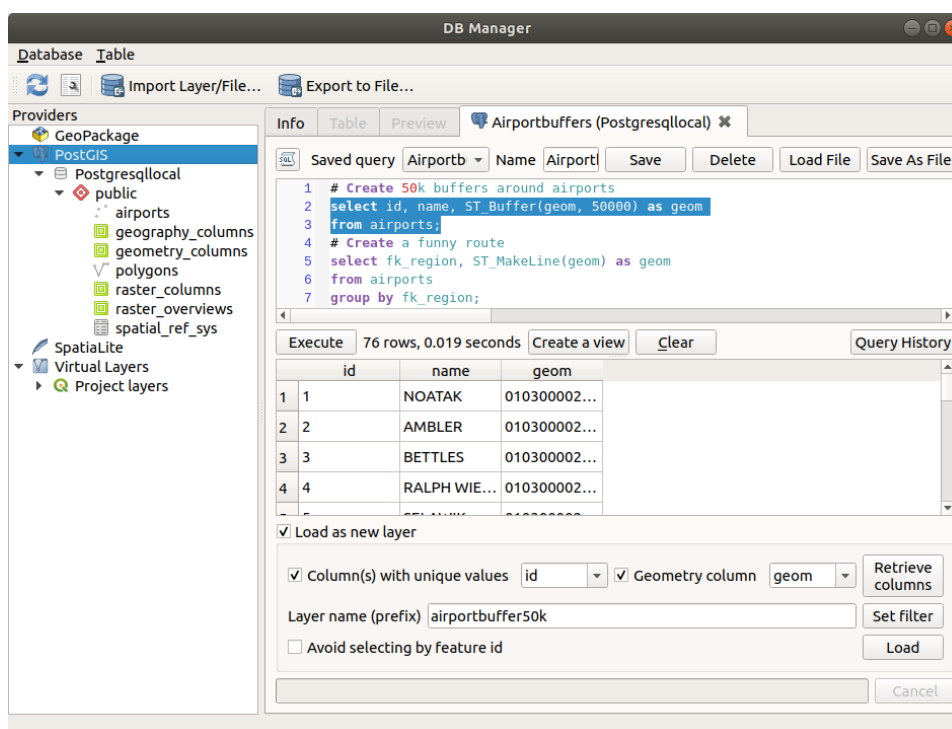 DB Manager
Database Table
Import Layer/File... Export to File...
Providers
GeoPackage
PostGIS
Postgresqllocal
public
airports
geography_columns
geometry_columns
polygons
raster_columns
raster_overviews
spatial_ref_sys
SpatiaLite
Virtual Layers
Project layers
Info Table Preview Airportbuffers (Postgresqllocal)
SQL Saved query Airportb Name Airportl Save Delete Load File Save As File
1 # Create 50k buffers around airports
2 select id, name, ST_Buffer(geom, 50000) as geom
3 from airports;
4 # Create a funny route
5 select fk_region, ST_MakeLine(geom) as geom
6 from airports
7 group by fk_region;
Execute 76 rows, 0.019 seconds Create a view Clear Query History
id name geom
1 1 NOATAK 010300002...
2 2 AMBLER 010300002...
3 3 BETTLES 010300002...
4 4 RALPH WIE... 010300002...
Load as new layer
Column(s) with unique values id Geometry column geom Retrieve columns
Layer name (prefix) airportbuffer50k Set filter
Avoid selecting by feature id Load
Cancel